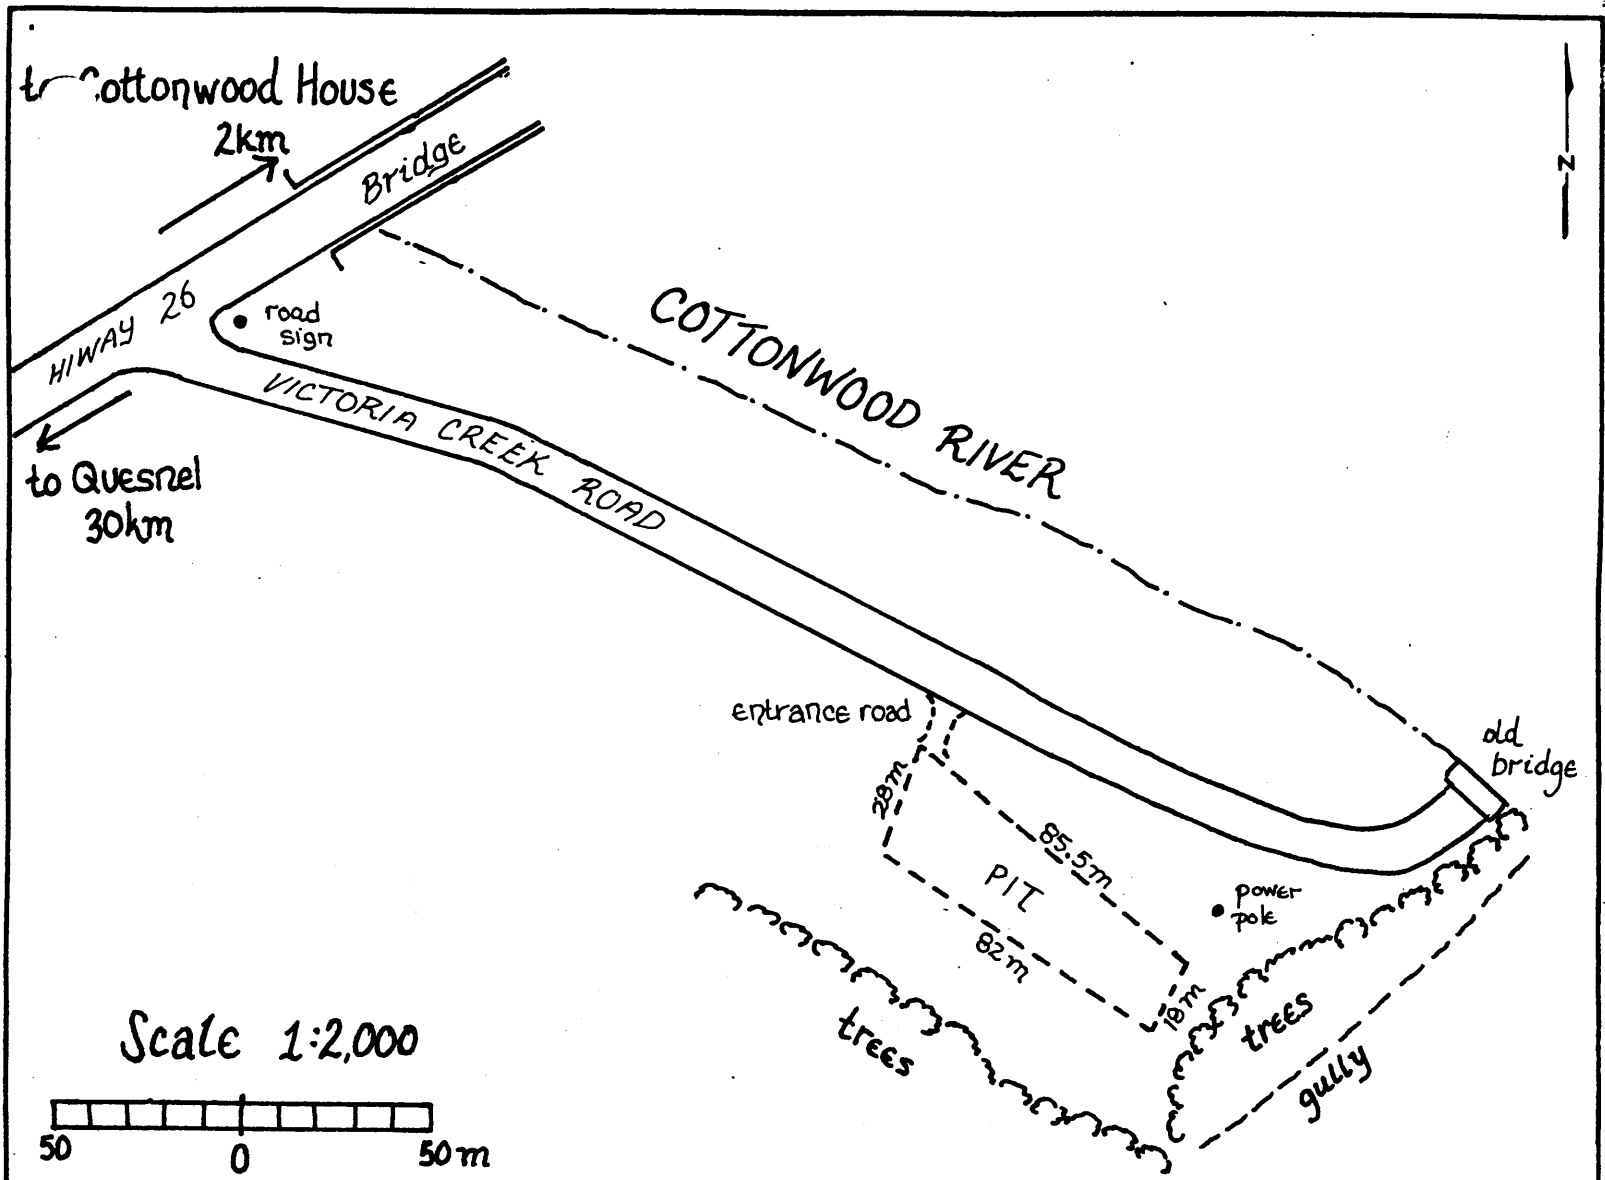 to Cottonwood House
2km
Bridge
N
HIWAY 26
road
sign
COTTONWOOD RIVER
VICTORIA CREEK ROAD
to Quesnel
30km
entrance road
old
bridge
28m
85.5m
PIT
82m
18m
power
pole
trees
trees
gully
Scale 1:2,000
50 0 50m